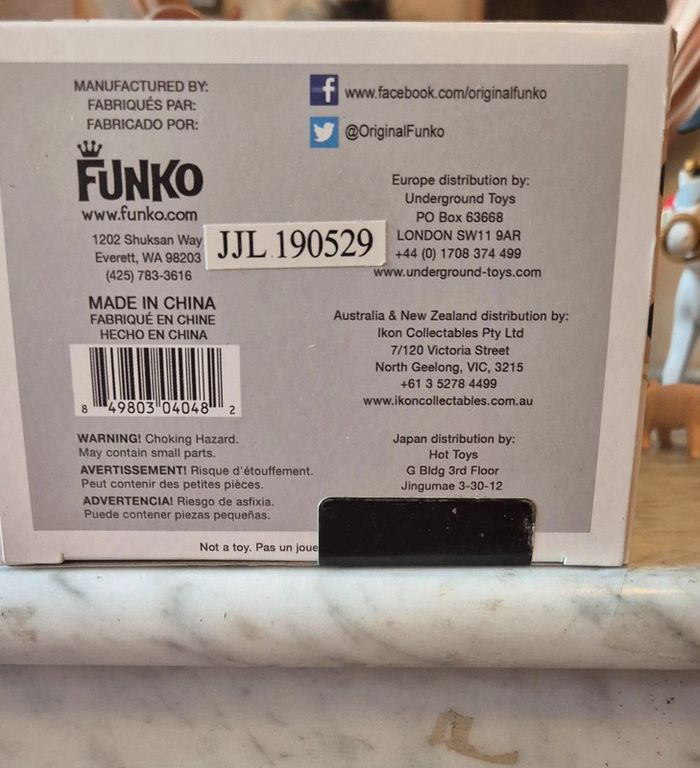 MANUFACTURED BY:
FABRIQUÉS PAR:
FABRICADO POR:
FUNKO
www.funko.com
1202 Shuksan Way
Everett, WA 98203
(425) 783-3616
JJL 190529
MADE IN CHINA
FABRIQUÉ EN CHINE
HECHO EN CHINA
8 49803 04048 2
WARNING! Choking Hazard.
May contain small parts.
AVERTISSEMENT! Risque d'étouffement.
Peut contenir des petites pièces.
ADVERTENCIA! Riesgo de asfixia.
Puede contener piezas pequeñas.
f www.facebook.com/originalfunko
@OriginalFunko
Europe distribution by:
Underground Toys
PO Box 63668
LONDON SW11 9AR
+44 (0) 1708 374 499
www.underground-toys.com
Australia & New Zealand distribution by:
Ikon Collectables Pty Ltd
7/120 Victoria Street
North Geelong, VIC, 3215
+61 3 5278 4499
www.ikoncollectables.com.au
Japan distribution by:
Hot Toys
G Bldg 3rd Floor
Jingumae 3-30-12
Not a toy. Pas un joue